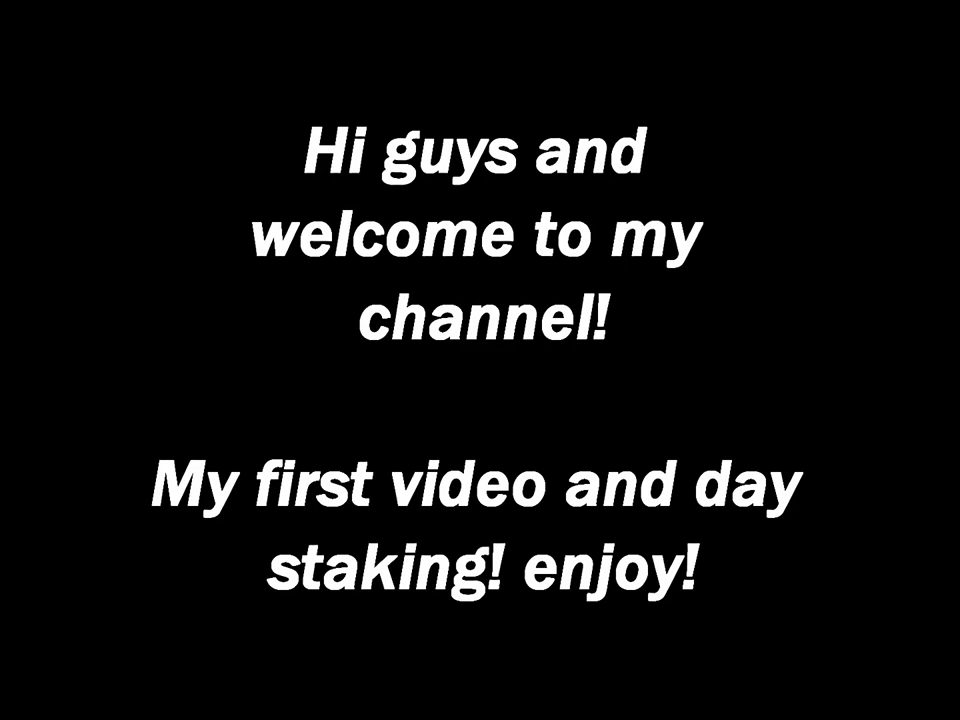 Hi guys and
welcome to my
channel!
My first video and day
staking! enjoy!